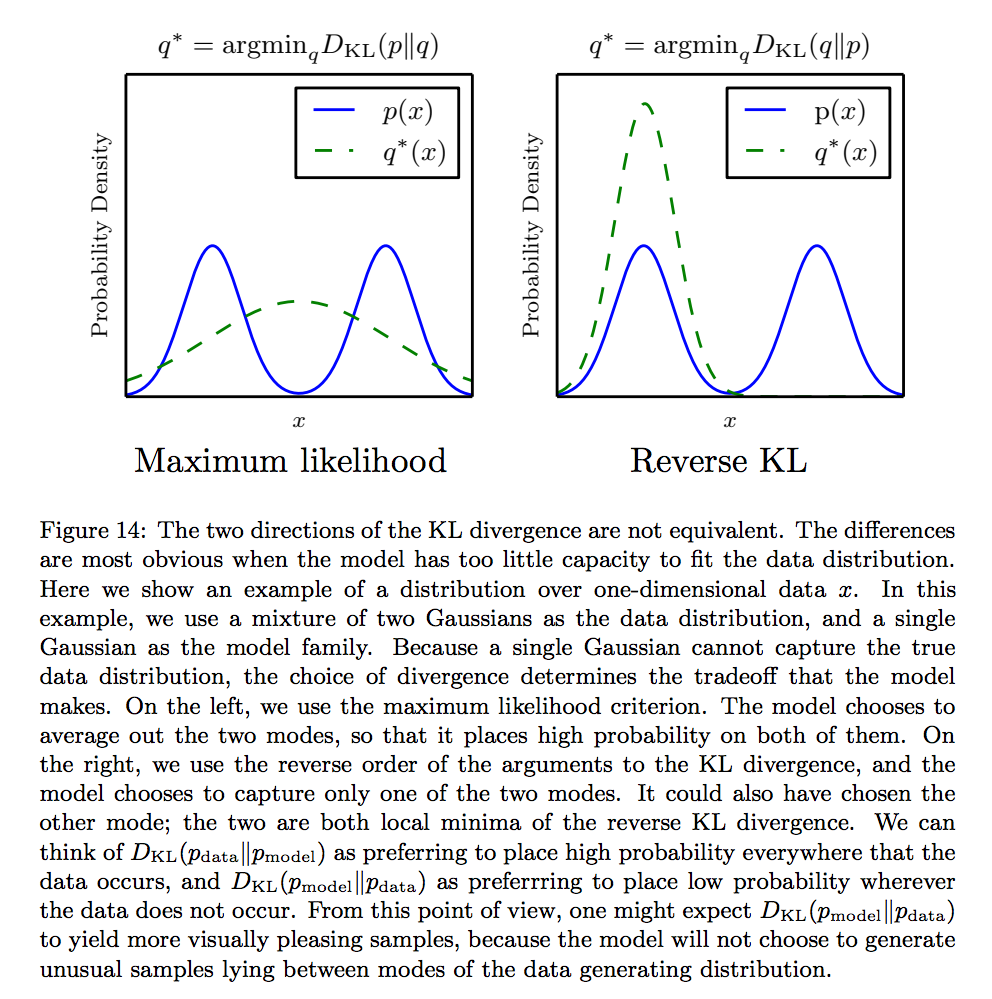 q* = argmin_q D_KL(p‖q)
p(x)
q*(x)
Probability Density
x
Maximum likelihood
q* = argmin_q D_KL(q‖p)
p(x)
q*(x)
Probability Density
x
Reverse KL
Figure 14: The two directions of the KL divergence are not equivalent. The differences
are most obvious when the model has too little capacity to fit the data distribution.
Here we show an example of a distribution over one-dimensional data x. In this
example, we use a mixture of two Gaussians as the data distribution, and a single
Gaussian as the model family. Because a single Gaussian cannot capture the true
data distribution, the choice of divergence determines the tradeoff that the model
makes. On the left, we use the maximum likelihood criterion. The model chooses to
average out the two modes, so that it places high probability on both of them. On
the right, we use the reverse order of the arguments to the KL divergence, and the
model chooses to capture only one of the two modes. It could also have chosen the
other mode; the two are both local minima of the reverse KL divergence. We can
think of D_KL(p_data‖p_model) as preferring to place high probability everywhere that the
data occurs, and D_KL(p_model‖p_data) as preferrring to place low probability wherever
the data does not occur. From this point of view, one might expect D_KL(p_model‖p_data)
to yield more visually pleasing samples, because the model will not choose to generate
unusual samples lying between modes of the data generating distribution.